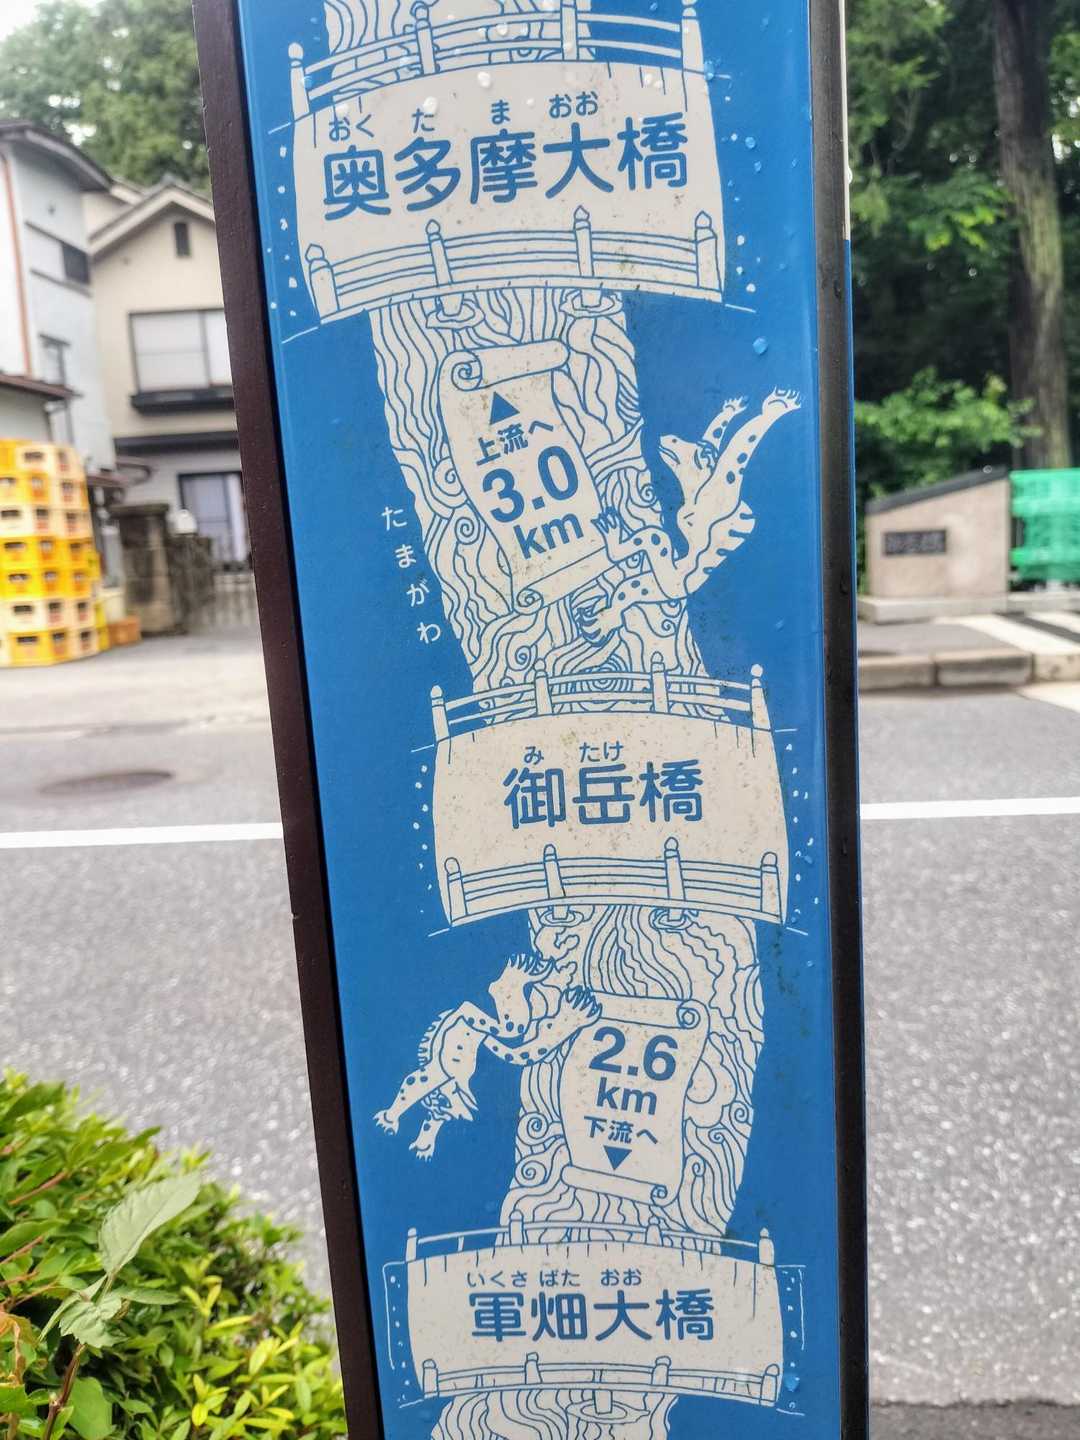 おく た ま おお
奥多摩大橋
▲
上流へ
3.0
km
たまがわ
み たけ
御岳橋
2.6
km
下流へ
▼
いくさ ばた おお
軍畑大橋